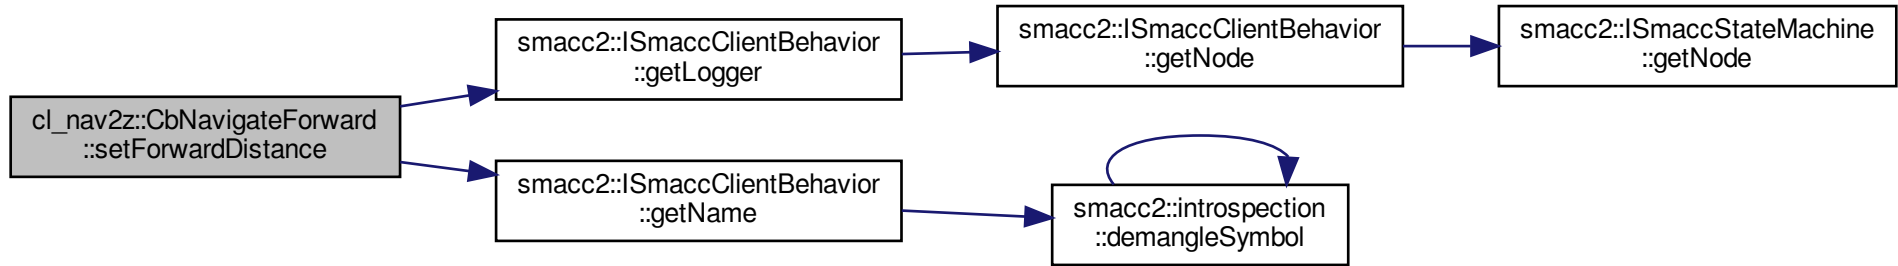 cl_nav2z::CbNavigateForward
::setForwardDistance
smacc2::ISmaccClientBehavior
::getLogger
smacc2::ISmaccClientBehavior
::getNode
smacc2::ISmaccStateMachine
::getNode
smacc2::ISmaccClientBehavior
::getName
smacc2::introspection
::demangleSymbol